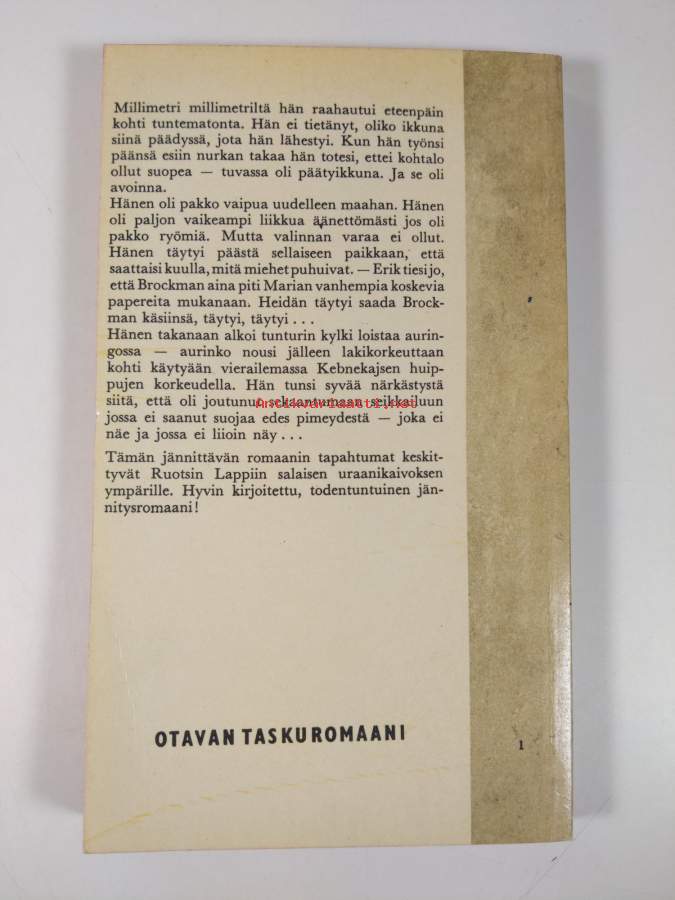 Millimetri millimetriltä hän raahautui eteenpäin
kohti tuntematonta. Hän ei tietänyt, oliko ikkuna
siinä päädyssä, jota hän lähestyi. Kun hän työnsi
päänsä esiin nurkan takaa hän totesi, ettei kohtalo
ollut suopea — tuvassa oli päätyikkuna. Ja se oli
avoinna.
Hänen oli pakko vaipua uudelleen maahan. Hänen
oli paljon vaikeampi liikkua äänettömästi jos oli
pakko ryömiä. Mutta valinnan varaa ei ollut.
Hänen täytyi päästä sellaiseen paikkaan, että
saattaisi kuulla, mitä miehet puhuivat. — Erik tiesi jo,
että Brockman aina piti Marian vanhempia koskevia
papereita mukanaan. Heidän täytyi saada Brock-
man käsiinsä, täytyi, täytyi . . .
Hänen takanaan alkoi tunturin kylki loistaa aurin-
gossa — aurinko nousi jälleen lakikorkeuttaan
kohti käytyään vierailemassa Kebnekajsen huip-
pujen korkeudella. Hän tunsi syvää närkästystä
siitä, että oli joutunut sekaantumaan seikkailuun
jossa ei saanut suojaa edes pimeydestä — joka ei
näe ja jossa ei liioin näy . . .
Tämän jännittävän romaanin tapahtumat keskit-
tyvät Ruotsin Lappiin salaisen uraanikaivoksen
ympärille. Hyvin kirjoitettu, todentuntuinen jän-
nitysromaani!
Antikvariaatti.net
OTAVAN TASKUROMAANI
1